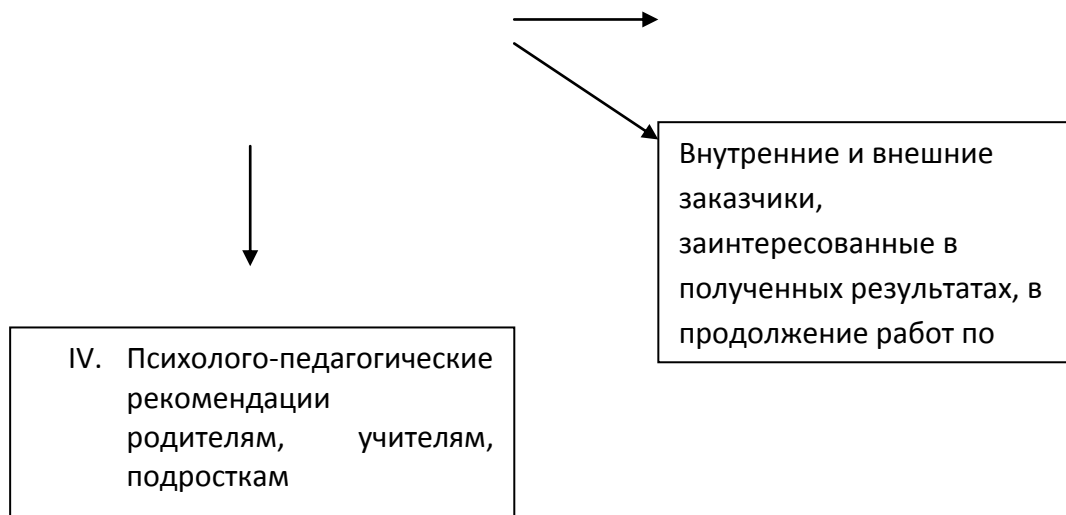 Внутренние и внешние
заказчики,
заинтересованные в
полученных результатах, в
продолжение работ по
IV. Психолого-педагогические
рекомендации
родителям, учителям,
подросткам